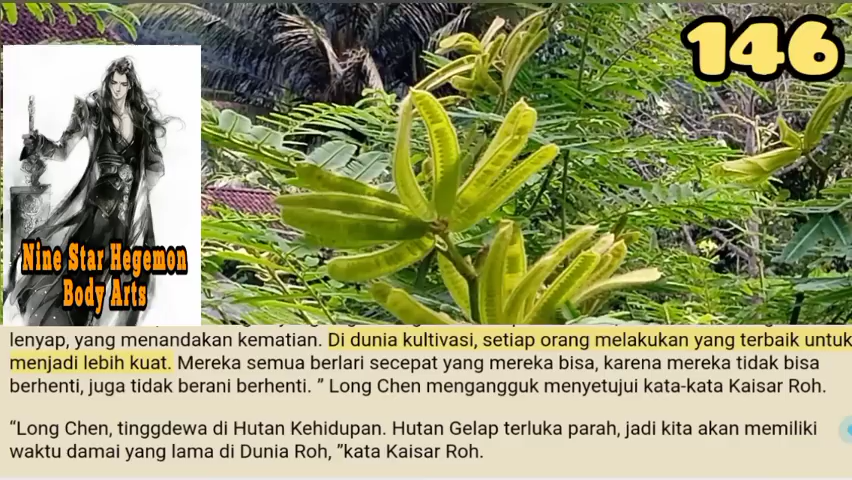 146
Nine Star Hegemon
Body Arts
lenyap, yang menandakan kematian. Di dunia kultivasi, setiap orang melakukan yang terbaik untuk
menjadi lebih kuat. Mereka semua berlari secepat yang mereka bisa, karena mereka tidak bisa
berhenti, juga tidak berani berhenti. ” Long Chen mengangguk menyetujui kata-kata Kaisar Roh.
“Long Chen, tinggdewa di Hutan Kehidupan. Hutan Gelap terluka parah, jadi kita akan memiliki
waktu damai yang lama di Dunia Roh, ”kata Kaisar Roh.